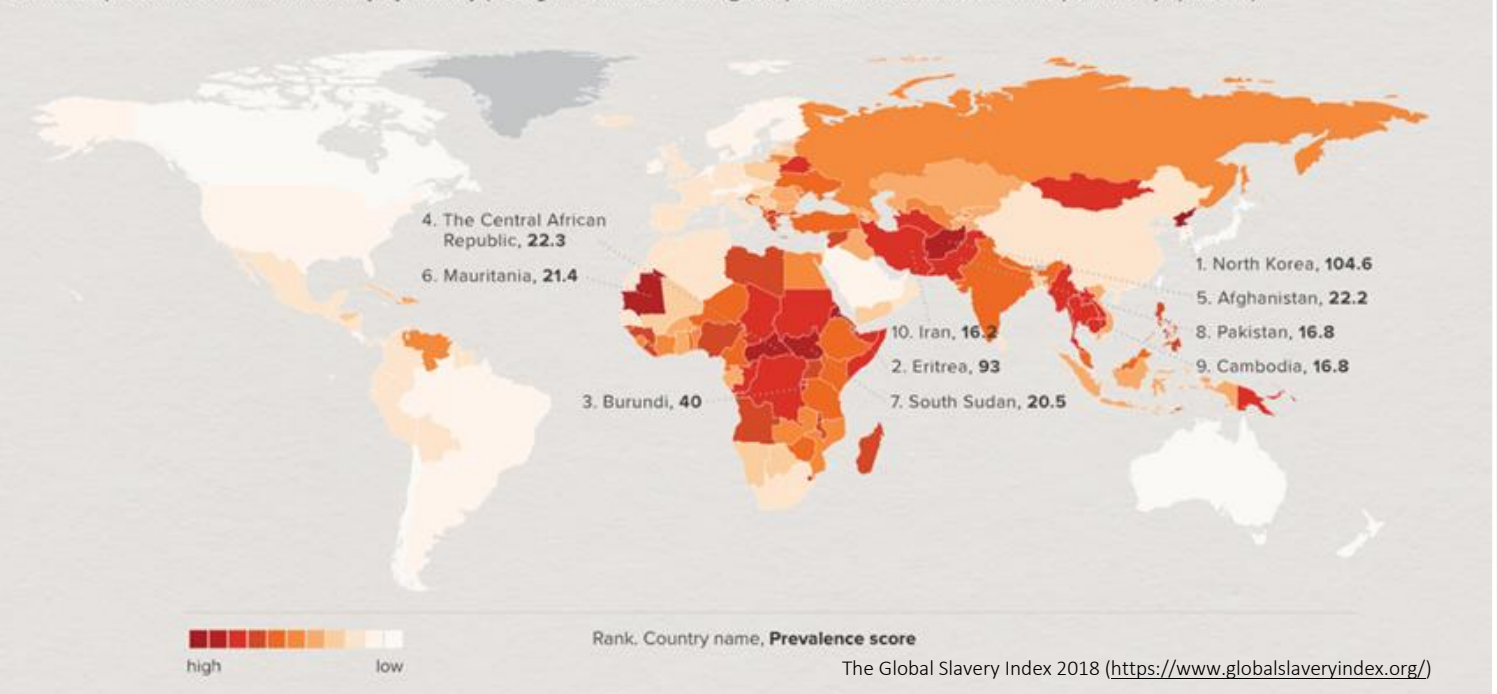 4. The Central African
Republic, 22.3
6. Mauritania, 21.4
1. North Korea, 104.6
5. Afghanistan, 22.2
10. Iran, 16.2
8. Pakistan, 16.8
2. Eritrea, 93
9. Cambodia, 16.8
3. Burundi, 40
7. South Sudan, 20.5
high
low
Rank. Country name, Prevalence score
The Global Slavery Index 2018 (https://www.globalslaveryindex.org/)